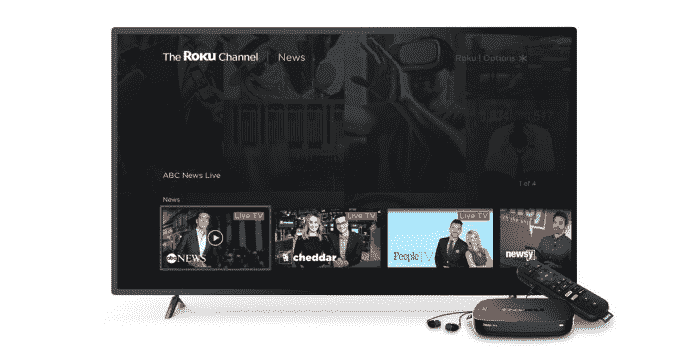 The Roku Channel | News
Roku | Options ✳
ABC News Live
1 of 4
News
Live TV
abc NEWS
Live TV
cheddar
Live TV
People TV
newsy